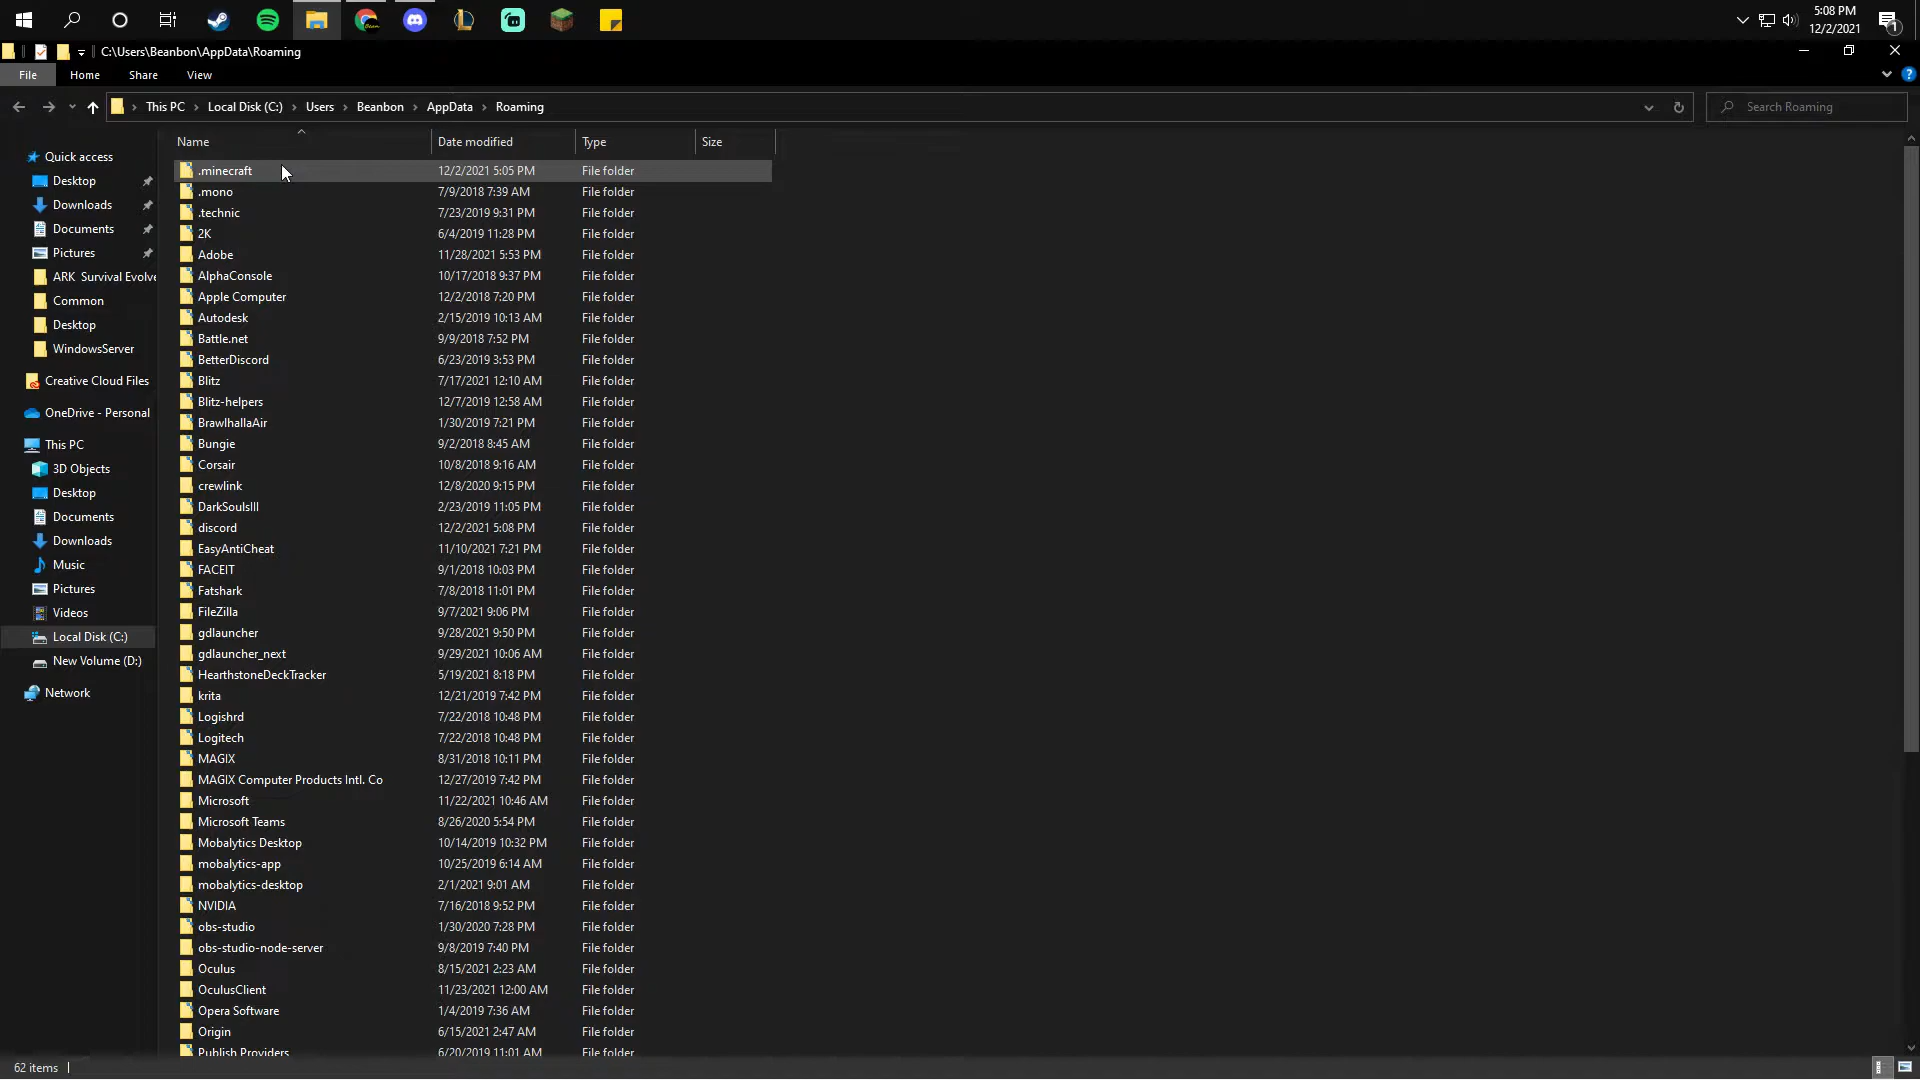 5:08 PM
12/2/2021
1
C:\Users\Beanbon\AppData\Roaming
File Home Share View
This PC Local Disk (C:) Users Beanbon AppData Roaming
Search Roaming
Name Date modified Type Size
Quick access
Desktop
Downloads
Documents
Pictures
ARK Survival Evolve
Common
Desktop
WindowsServer
Creative Cloud Files
OneDrive - Personal
This PC
3D Objects
Desktop
Documents
Downloads
Music
Pictures
Videos
Local Disk (C:)
New Volume (D:)
Network
.minecraft 12/2/2021 5:05 PM File folder
.mono 7/9/2018 7:39 AM File folder
.technic 7/23/2019 9:31 PM File folder
2K 6/4/2019 11:28 PM File folder
Adobe 11/28/2021 5:53 PM File folder
AlphaConsole 10/17/2018 9:37 PM File folder
Apple Computer 12/2/2018 7:20 PM File folder
Autodesk 2/15/2019 10:13 AM File folder
Battle.net 9/9/2018 7:52 PM File folder
BetterDiscord 6/23/2019 3:53 PM File folder
Blitz 7/17/2021 12:10 AM File folder
Blitz-helpers 12/7/2019 12:58 AM File folder
BrawlhallaAir 1/30/2019 7:21 PM File folder
Bungie 9/2/2018 8:45 AM File folder
Corsair 10/8/2018 9:16 AM File folder
crewlink 12/8/2020 9:15 PM File folder
DarkSoulsIII 2/23/2019 11:05 PM File folder
discord 12/2/2021 5:08 PM File folder
EasyAntiCheat 11/10/2021 7:21 PM File folder
FACEIT 9/1/2018 10:03 PM File folder
Fatshark 7/8/2018 11:01 PM File folder
FileZilla 9/7/2021 9:06 PM File folder
gdlauncher 9/28/2021 9:50 PM File folder
gdlauncher_next 9/29/2021 10:06 AM File folder
HearthstoneDeckTracker 5/19/2021 8:18 PM File folder
krita 12/21/2019 7:42 PM File folder
Logishrd 7/22/2018 10:48 PM File folder
Logitech 7/22/2018 10:48 PM File folder
MAGIX 8/31/2018 10:11 PM File folder
MAGIX Computer Products Intl. Co 12/27/2019 7:42 PM File folder
Microsoft 11/22/2021 10:46 AM File folder
Microsoft Teams 8/26/2020 5:54 PM File folder
Mobalytics Desktop 10/14/2019 10:32 PM File folder
mobalytics-app 10/25/2019 6:14 AM File folder
mobalytics-desktop 2/1/2021 9:01 AM File folder
NVIDIA 7/16/2018 9:52 PM File folder
obs-studio 1/30/2020 7:28 PM File folder
obs-studio-node-server 9/8/2019 7:40 PM File folder
Oculus 8/15/2021 2:23 AM File folder
OculusClient 11/23/2021 12:00 AM File folder
Opera Software 1/4/2019 7:36 AM File folder
Origin 6/15/2021 2:47 AM File folder
Publish Providers 6/20/2019 11:01 AM File folder
62 items